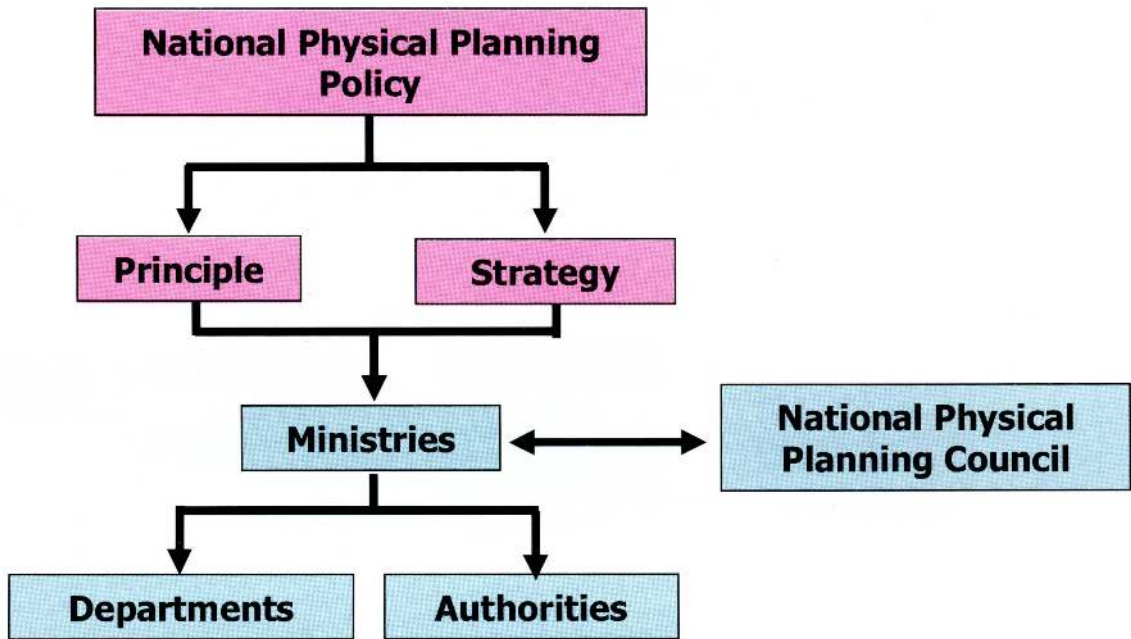 National Physical Planning
Policy
Principle
Strategy
Ministries
National Physical
Planning Council
Departments
Authorities